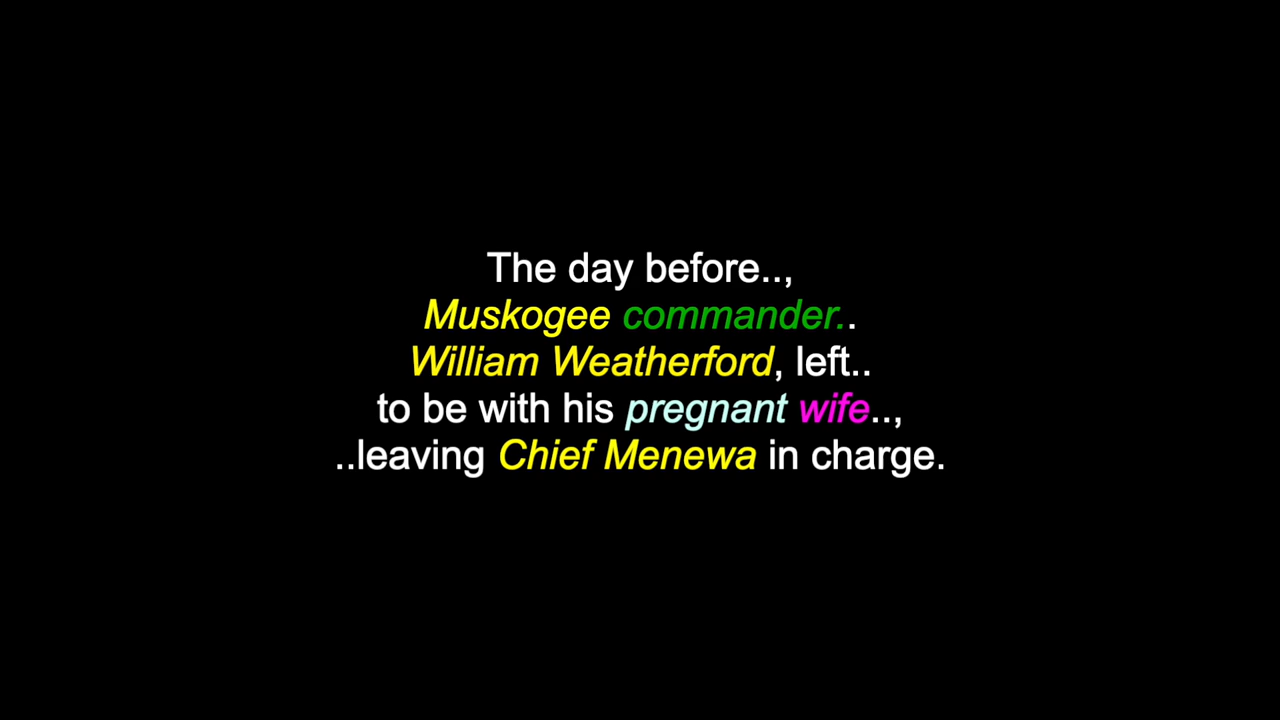 The day before..,
Muskogee commander..
William Weatherford, left..
to be with his pregnant wife..,
..leaving Chief Menewa in charge.